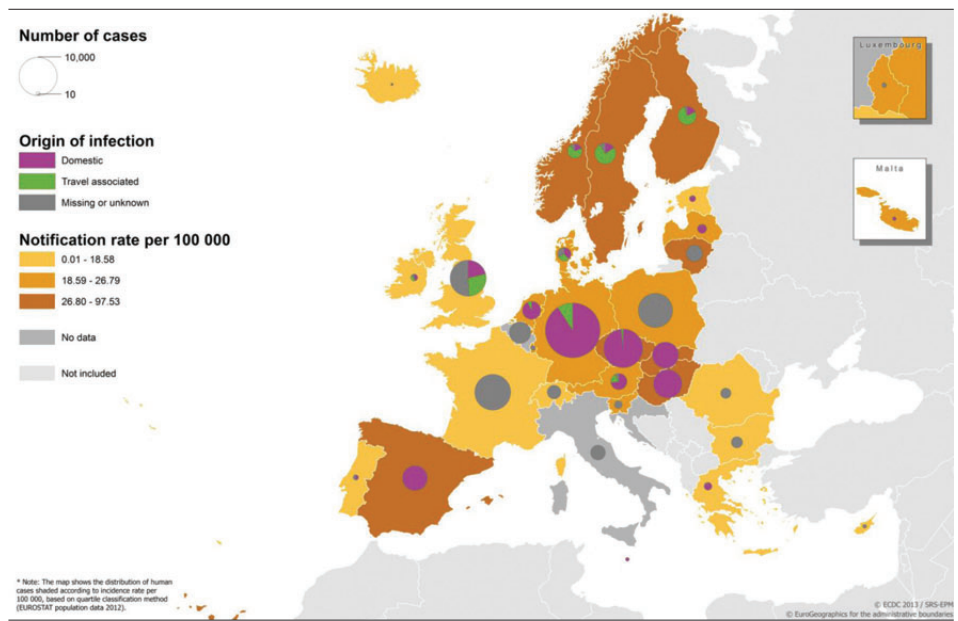 Number of cases
10,000
10
Origin of infection
Domestic
Travel associated
Missing or unknown
Notification rate per 100 000
0.01 - 18.58
18.59 - 26.79
26.80 - 97.53
No data
Not included
* Note: The map shows the distribution of human
cases shaded according to incidence rate per
100 000, based on quartile classification method
(EUROSTAT population data 2012).
Luxembourg
Malta
© ECDC 2013 / SRS-EPM
© EuroGeographics for the administrative boundaries